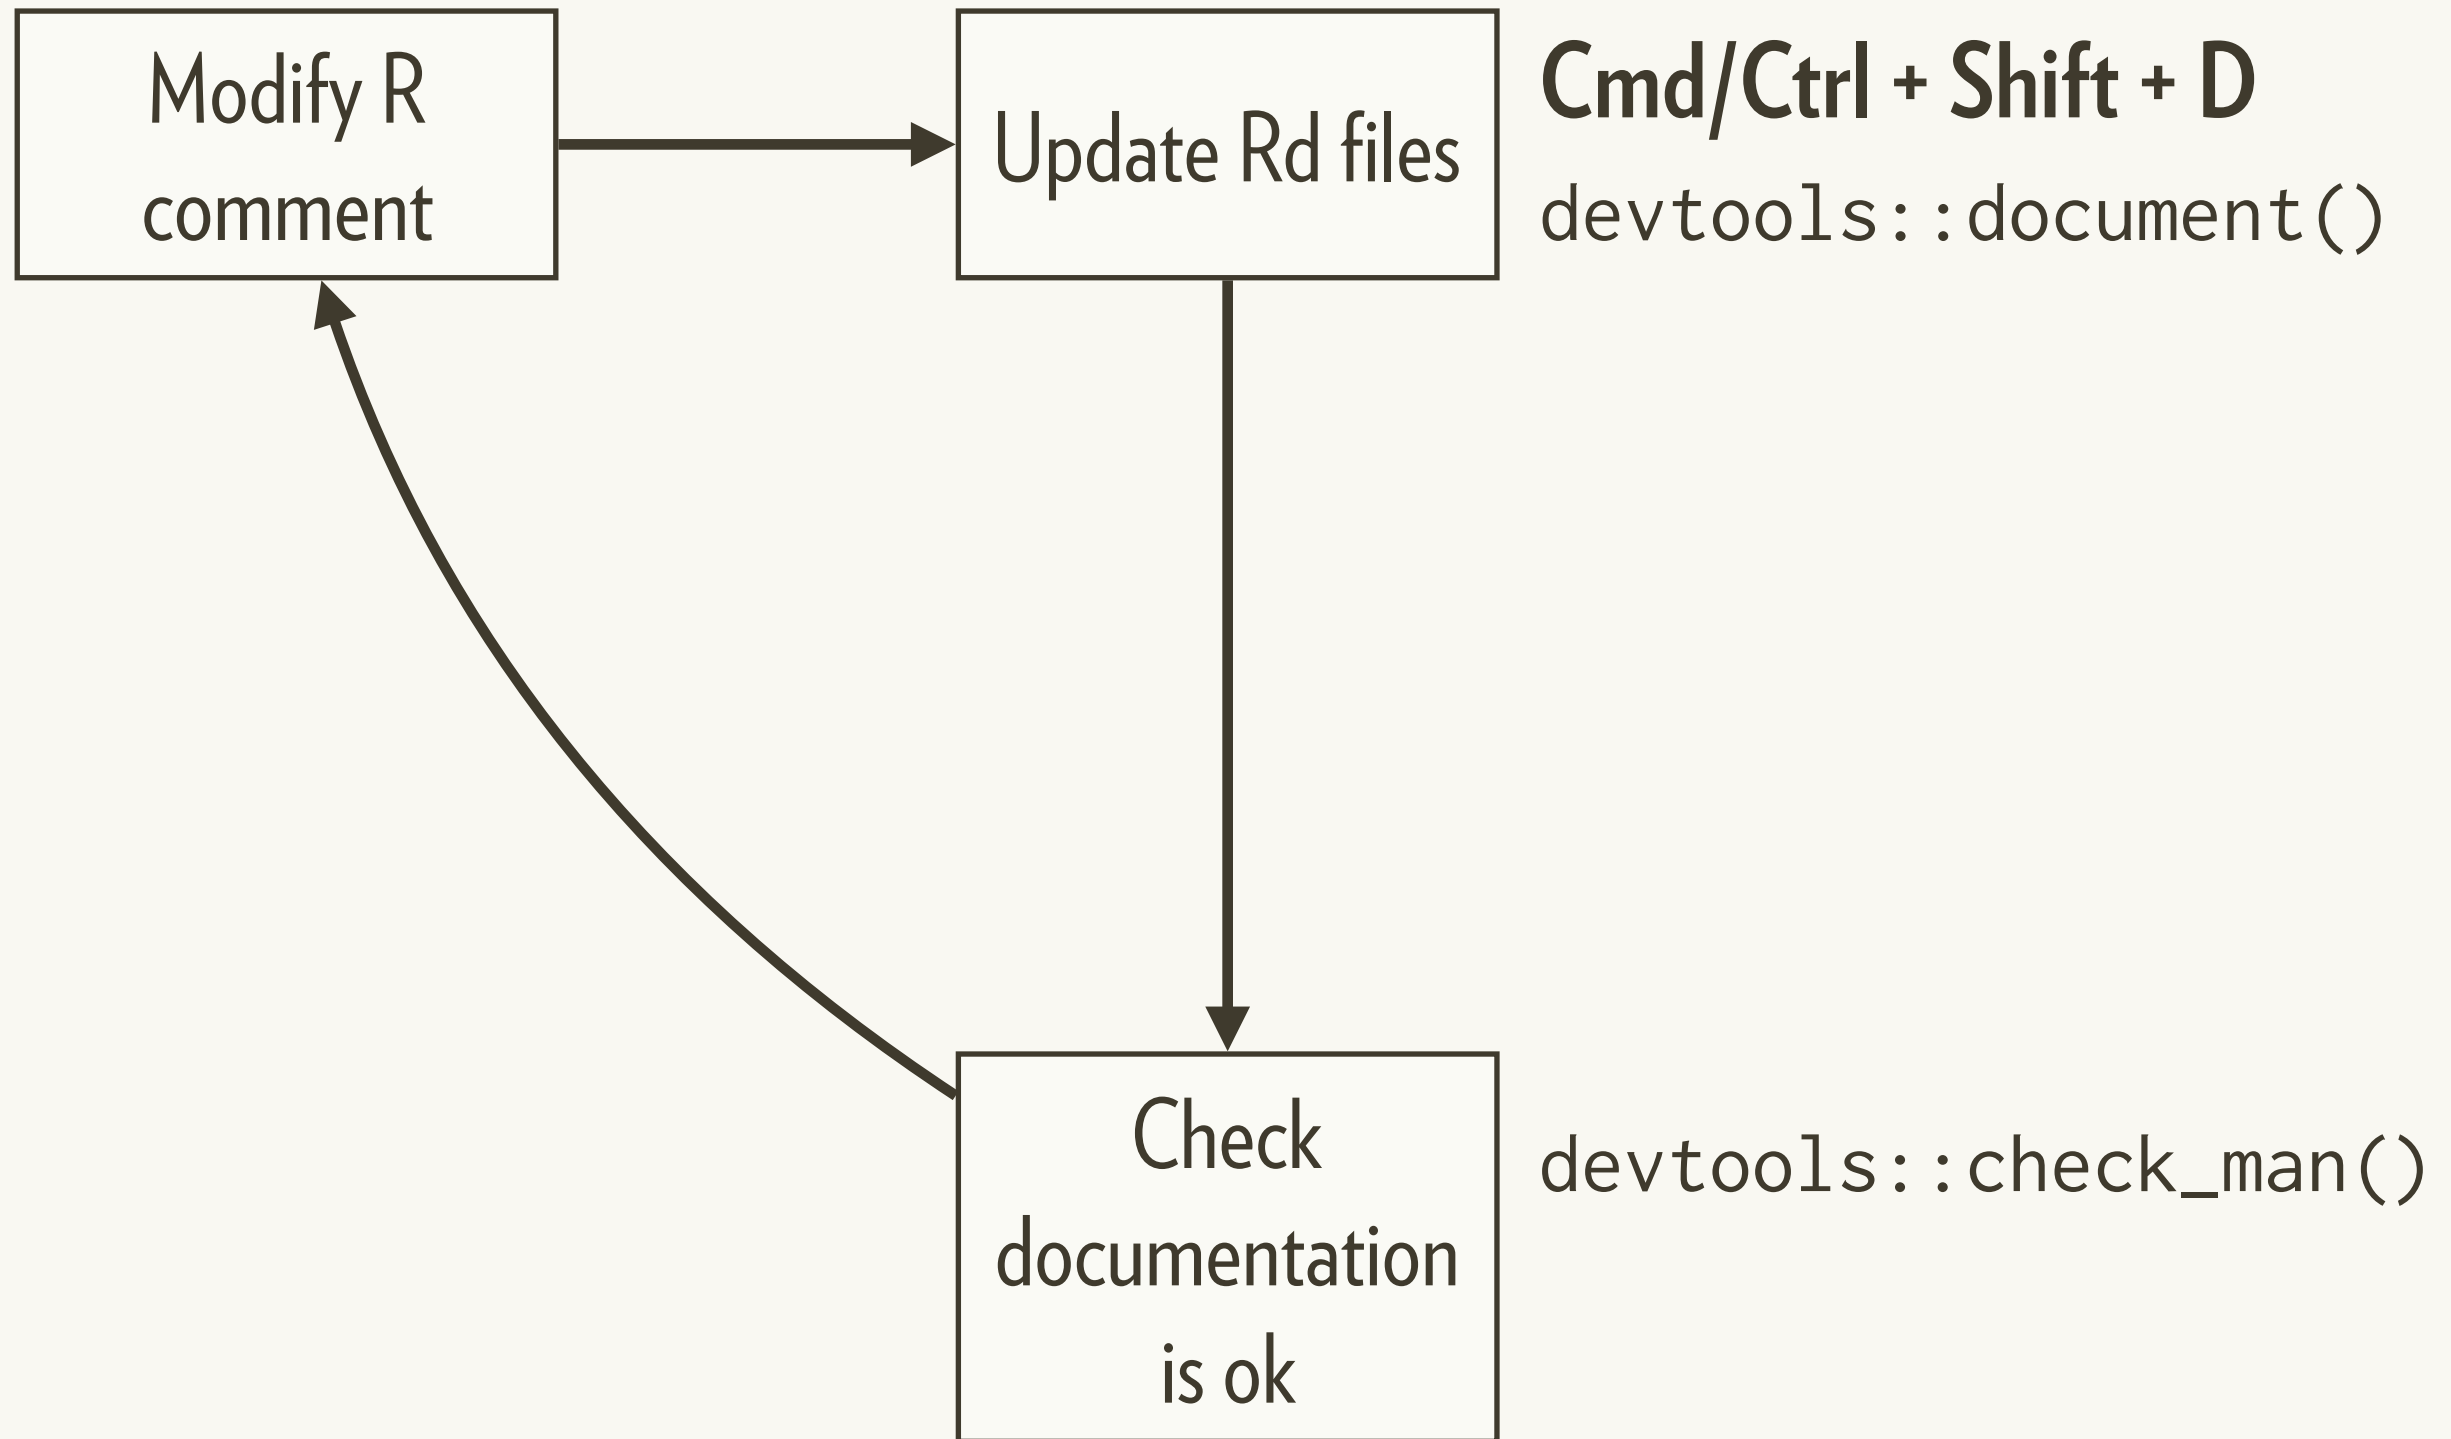 Modify R
comment
Update Rd files
Cmd/Ctrl + Shift + D
devtools::document()
Check
documentation
is ok
devtools::check_man()